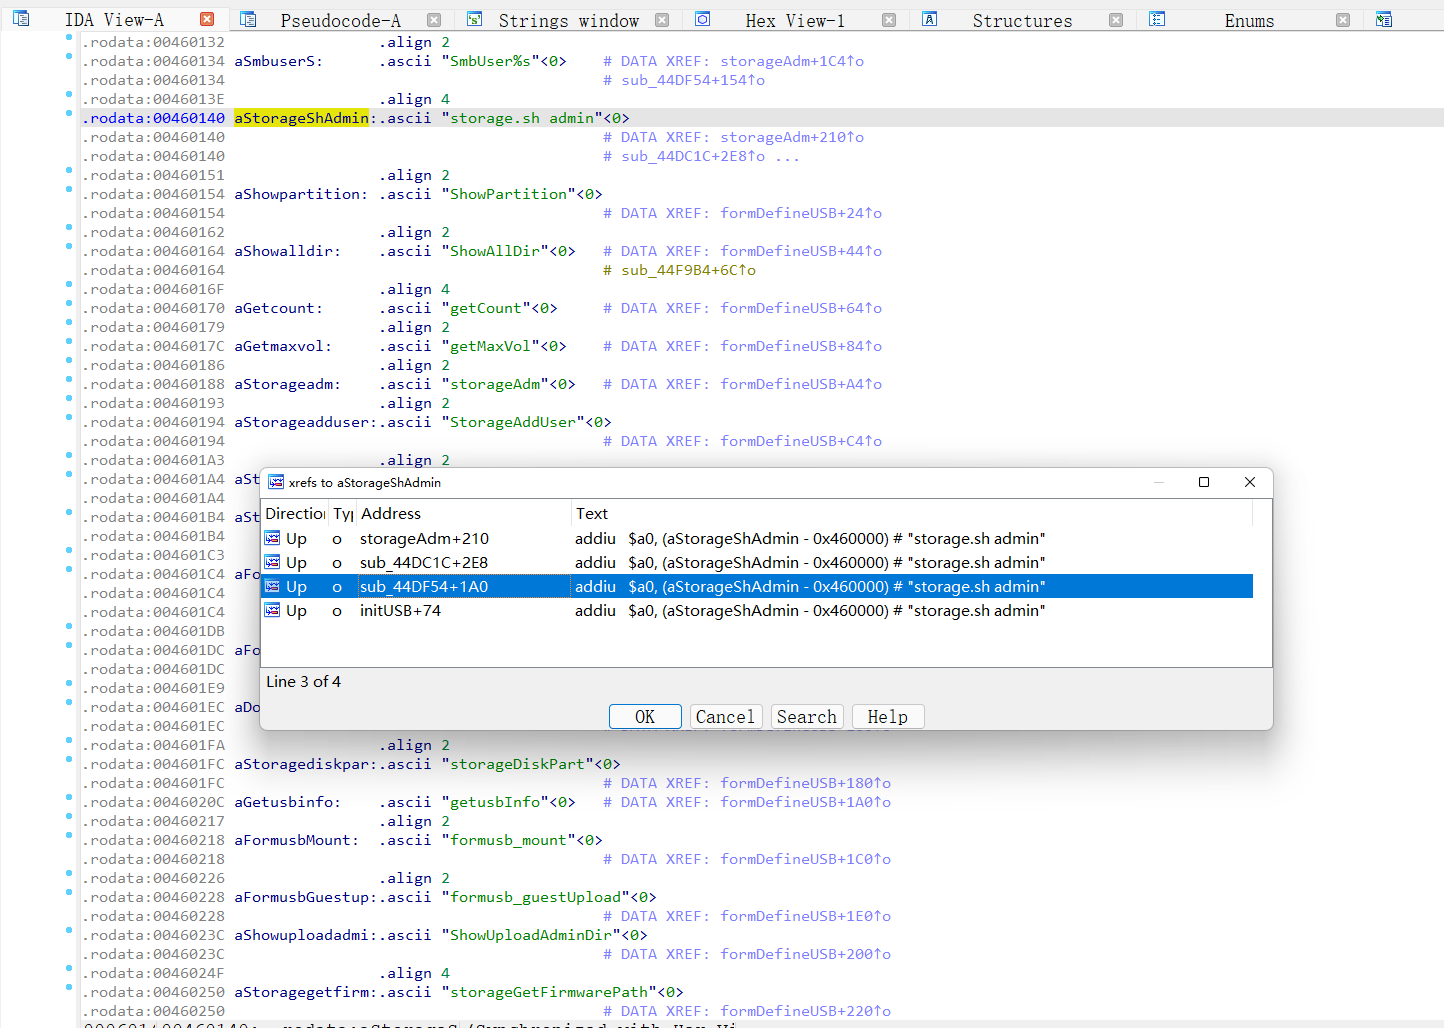 IDA View-A Pseudocode-A Strings window Hex View-1 Structures Enums
.rodata:00460132 .align 2
.rodata:00460134 aSmbuserS: .ascii "SmbUser%s"<0> # DATA XREF: storageAdm+1C4↑o
.rodata:00460134 # sub_44DF54+154↑o
.rodata:0046013E .align 4
.rodata:00460140 aStorageShAdmin:.ascii "storage.sh admin"<0>
.rodata:00460140 # DATA XREF: storageAdm+210↑o
.rodata:00460140 # sub_44DC1C+2E8↑o ...
.rodata:00460151 .align 2
.rodata:00460154 aShowpartition: .ascii "ShowPartition"<0>
.rodata:00460154 # DATA XREF: formDefineUSB+24↑o
.rodata:00460162 .align 2
.rodata:00460164 aShowalldir: .ascii "ShowAllDir"<0> # DATA XREF: formDefineUSB+44↑o
.rodata:00460164 # sub_44F9B4+6C↑o
.rodata:0046016F .align 4
.rodata:00460170 aGetcount: .ascii "getCount"<0> # DATA XREF: formDefineUSB+64↑o
.rodata:00460179 .align 2
.rodata:0046017C aGetmaxvol: .ascii "getMaxVol"<0> # DATA XREF: formDefineUSB+84↑o
.rodata:00460186 .align 2
.rodata:00460188 aStorageadm: .ascii "storageAdm"<0> # DATA XREF: formDefineUSB+A4↑o
.rodata:00460193 .align 2
.rodata:00460194 aStorageadduser:.ascii "StorageAddUser"<0>
.rodata:00460194 # DATA XREF: formDefineUSB+C4↑o
.rodata:004601A3 .align 2
.rodata:004601A4 aSt
.rodata:004601A4
.rodata:004601B4 aSt
.rodata:004601B4
.rodata:004601C3
.rodata:004601C4 aFo
.rodata:004601C4
.rodata:004601C4
.rodata:004601DB
.rodata:004601DC aFo
.rodata:004601DC
.rodata:004601E9
.rodata:004601EC aDo
.rodata:004601EC
xrefs to aStorageShAdmin
Direction Typ Address Text
Up o storageAdm+210 addiu $a0, (aStorageShAdmin - 0x460000) # "storage.sh admin"
Up o sub_44DC1C+2E8 addiu $a0, (aStorageShAdmin - 0x460000) # "storage.sh admin"
Up o sub_44DF54+1A0 addiu $a0, (aStorageShAdmin - 0x460000) # "storage.sh admin"
Up o initUSB+74 addiu $a0, (aStorageShAdmin - 0x460000) # "storage.sh admin"
Line 3 of 4
OK Cancel Search Help
.rodata:004601FA .align 2
.rodata:004601FC aStoragediskpar:.ascii "storageDiskPart"<0>
.rodata:004601FC # DATA XREF: formDefineUSB+180↑o
.rodata:0046020C aGetusbinfo: .ascii "getusbInfo"<0> # DATA XREF: formDefineUSB+1A0↑o
.rodata:00460217 .align 2
.rodata:00460218 aFormusbMount: .ascii "formusb_mount"<0>
.rodata:00460218 # DATA XREF: formDefineUSB+1C0↑o
.rodata:00460226 .align 2
.rodata:00460228 aFormusbGuestup:.ascii "formusb_guestUpload"<0>
.rodata:00460228 # DATA XREF: formDefineUSB+1E0↑o
.rodata:0046023C aShowuploadadmi:.ascii "ShowUploadAdminDir"<0>
.rodata:0046023C # DATA XREF: formDefineUSB+200↑o
.rodata:0046024F .align 4
.rodata:00460250 aStoragegetfirm:.ascii "storageGetFirmwarePath"<0>
.rodata:00460250 # DATA XREF: formDefineUSB+220↑o